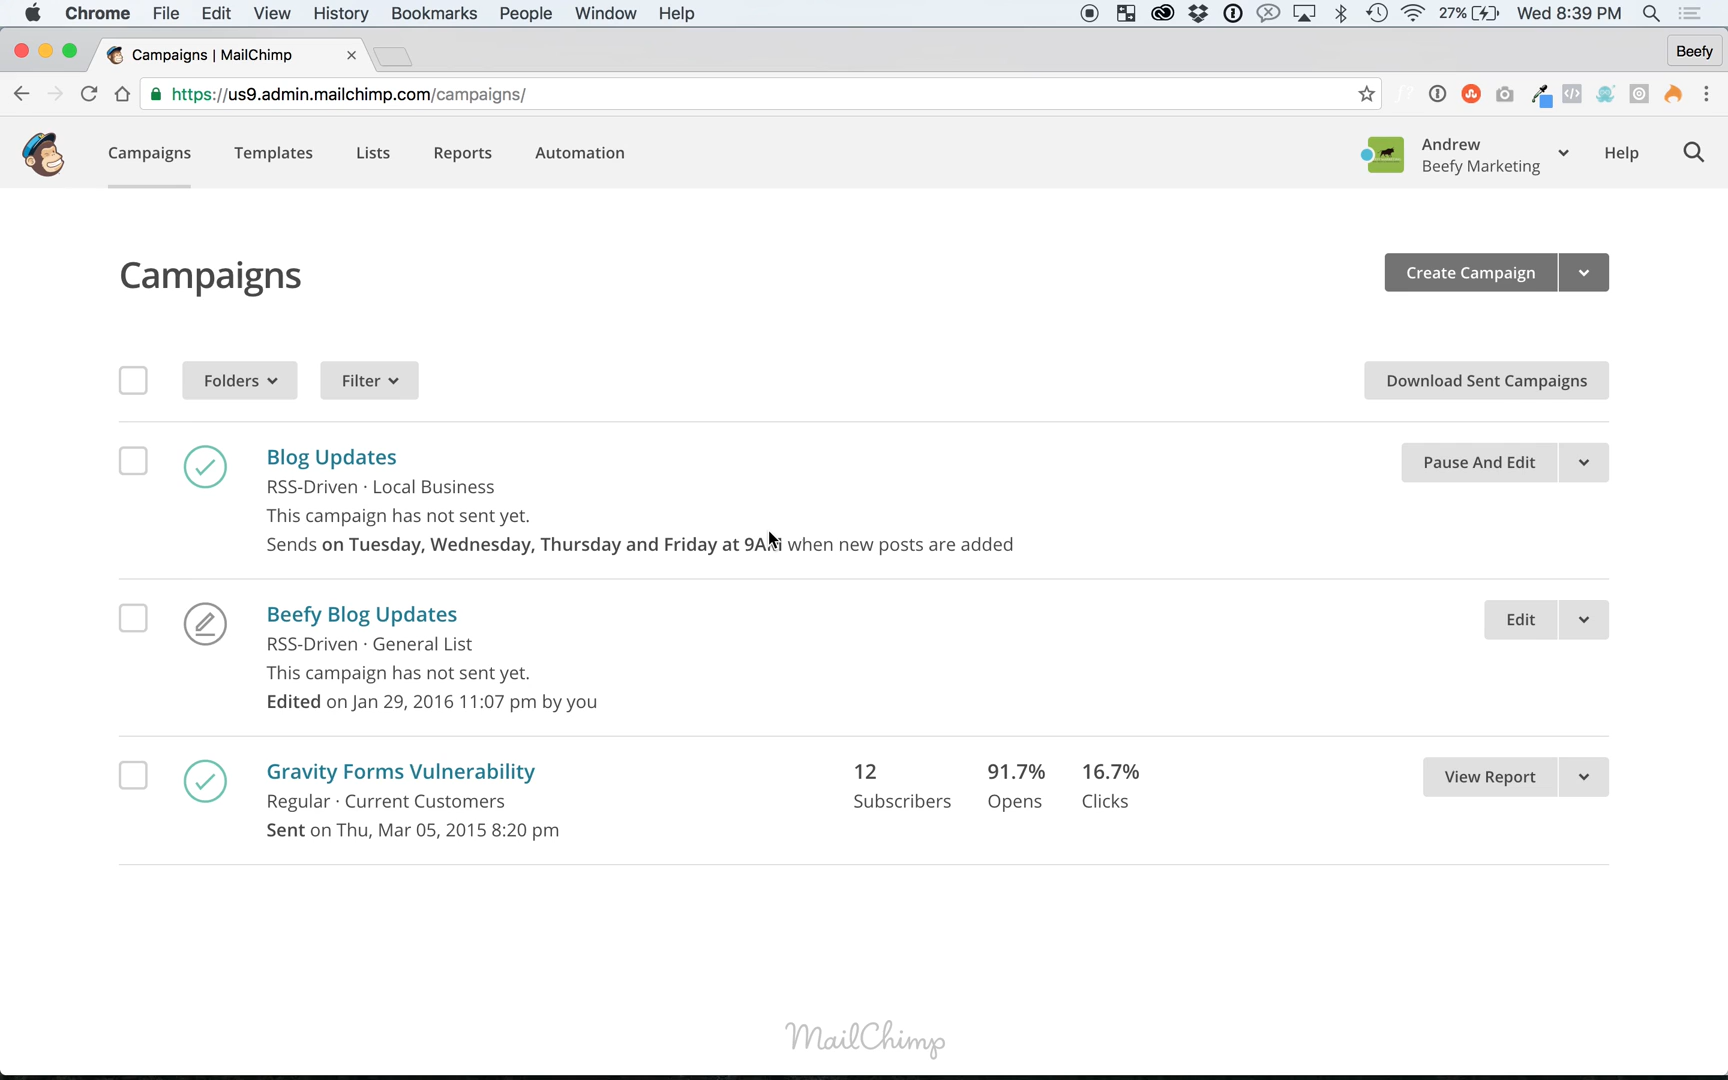 Chrome File Edit View History Bookmarks People Window Help 27% Wed 8:39 PM
Campaigns | MailChimp Beefy
https://us9.admin.mailchimp.com/campaigns/
Campaigns Templates Lists Reports Automation Andrew Help
Beefy Marketing
Campaigns Create Campaign
Folders Filter Download Sent Campaigns
Blog Updates Pause And Edit
RSS-Driven · Local Business
This campaign has not sent yet.
Sends on Tuesday, Wednesday, Thursday and Friday at 9AM when new posts are added
Beefy Blog Updates Edit
RSS-Driven · General List
This campaign has not sent yet.
Edited on Jan 29, 2016 11:07 pm by you
Gravity Forms Vulnerability 12 91.7% 16.7% View Report
Regular · Current Customers Subscribers Opens Clicks
Sent on Thu, Mar 05, 2015 8:20 pm
MailChimp